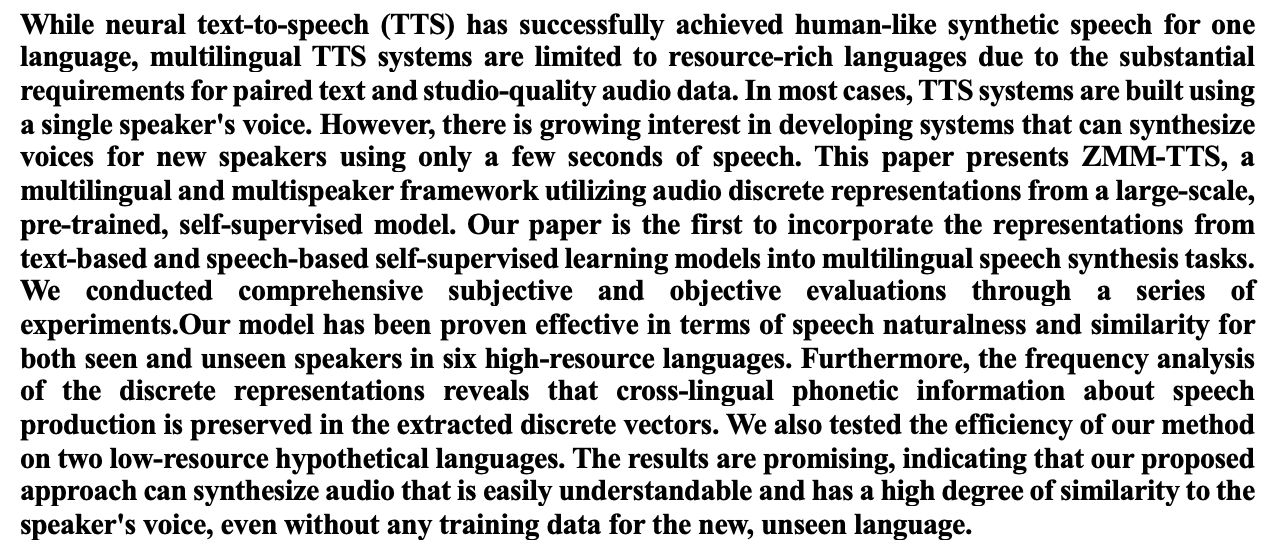 While neural text-to-speech (TTS) has successfully achieved human-like synthetic speech for one
language, multilingual TTS systems are limited to resource-rich languages due to the substantial
requirements for paired text and studio-quality audio data. In most cases, TTS systems are built using
a single speaker's voice. However, there is growing interest in developing systems that can synthesize
voices for new speakers using only a few seconds of speech. This paper presents ZMM-TTS, a
multilingual and multispeaker framework utilizing audio discrete representations from a large-scale,
pre-trained, self-supervised model. Our paper is the first to incorporate the representations from
text-based and speech-based self-supervised learning models into multilingual speech synthesis tasks.
We conducted comprehensive subjective and objective evaluations through a series of
experiments.Our model has been proven effective in terms of speech naturalness and similarity for
both seen and unseen speakers in six high-resource languages. Furthermore, the frequency analysis
of the discrete representations reveals that cross-lingual phonetic information about speech
production is preserved in the extracted discrete vectors. We also tested the efficiency of our method
on two low-resource hypothetical languages. The results are promising, indicating that our proposed
approach can synthesize audio that is easily understandable and has a high degree of similarity to the
speaker's voice, even without any training data for the new, unseen language.